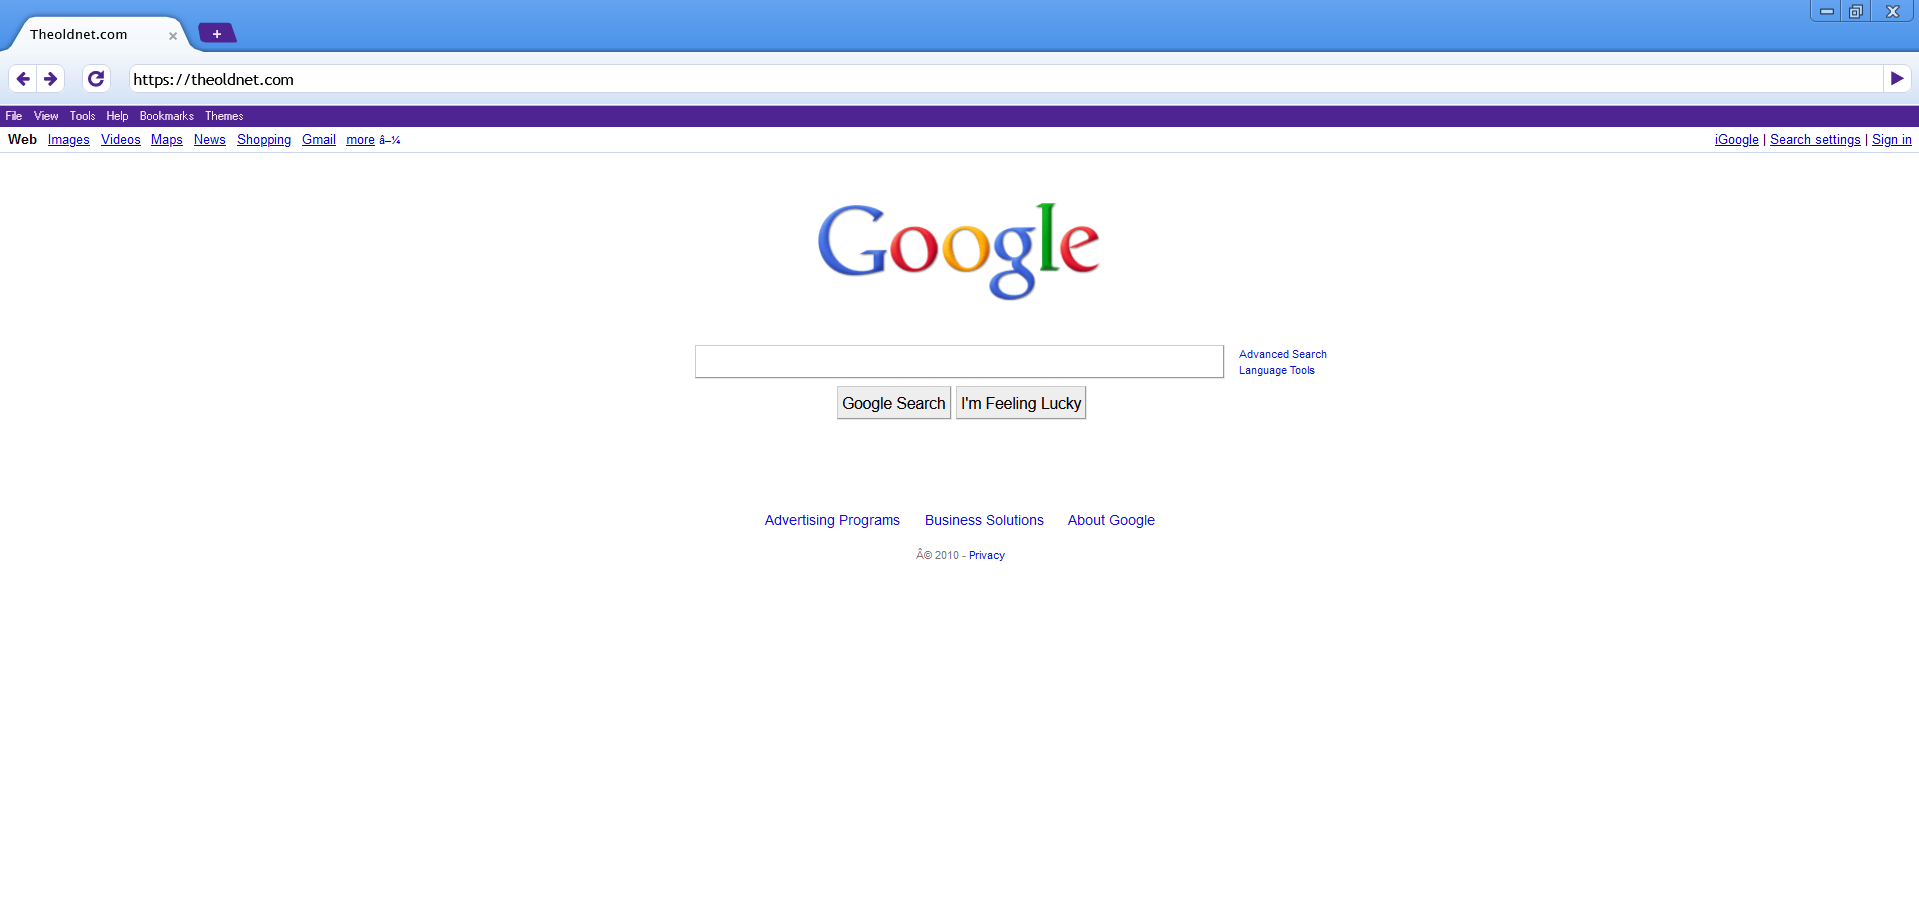 Theoldnet.com
https://theoldnet.com
File View Tools Help Bookmarks Themes
Web Images Videos Maps News Shopping Gmail more â–¼ iGoogle | Search settings | Sign in
Google
Advanced Search
Language Tools
Google Search I'm Feeling Lucky
Advertising Programs Business Solutions About Google
Â© 2010 - Privacy